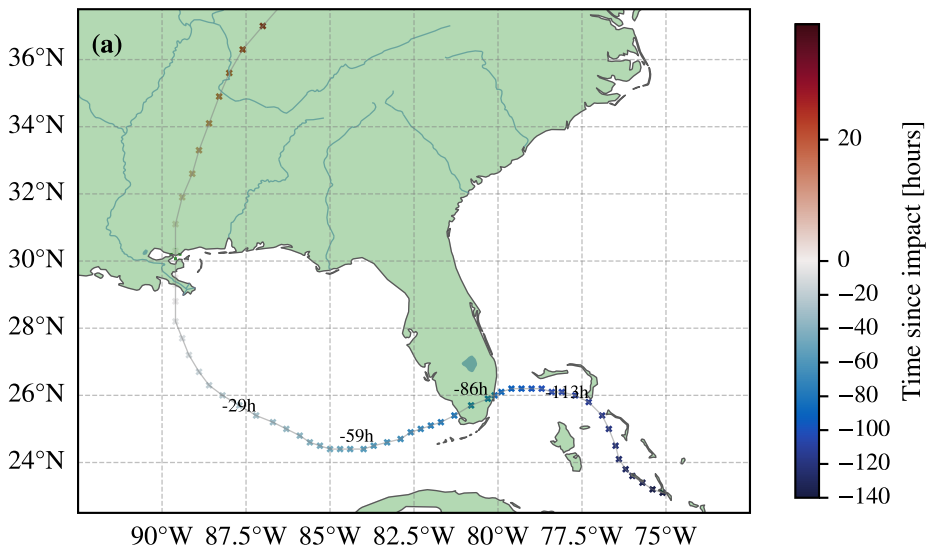 (a)
36°N
34°N
32°N
30°N
28°N
26°N
24°N
-86h
-113h
-29h
-59h
90°W 87.5°W 85°W 82.5°W 80°W 77.5°W 75°W
20
0
−20
−40
−60
−80
−100
−120
−140
Time since impact [hours]